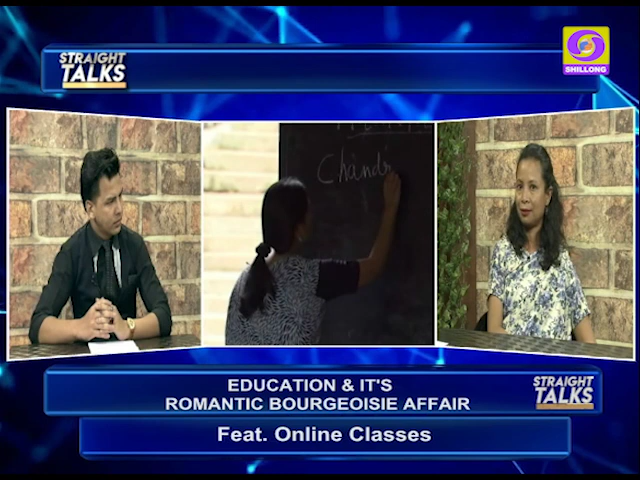 STRAIGHT
TALKS
SHILLONG
Chandr
EDUCATION & IT'S
ROMANTIC BOURGEOISIE AFFAIR
STRAIGHT
TALKS
Feat. Online Classes